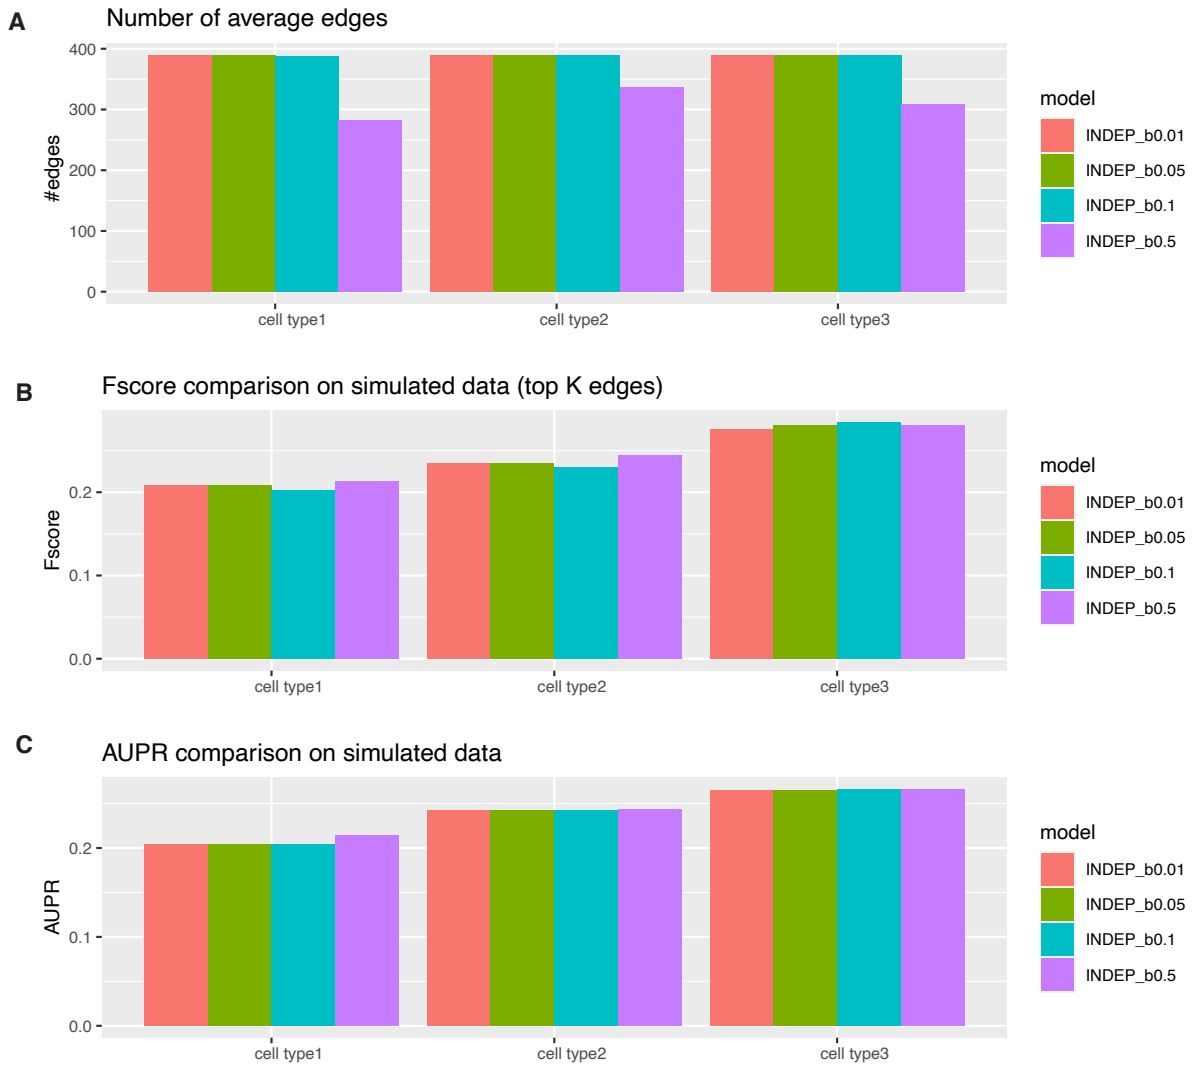 A
Number of average edges
400
300
200
100
0
#edges
cell type1
cell type2
cell type3
model
INDEP_b0.01
INDEP_b0.05
INDEP_b0.1
INDEP_b0.5
B
Fscore comparison on simulated data (top K edges)
0.2
0.1
0.0
Fscore
cell type1
cell type2
cell type3
model
INDEP_b0.01
INDEP_b0.05
INDEP_b0.1
INDEP_b0.5
C
AUPR comparison on simulated data
0.2
0.1
0.0
AUPR
cell type1
cell type2
cell type3
model
INDEP_b0.01
INDEP_b0.05
INDEP_b0.1
INDEP_b0.5